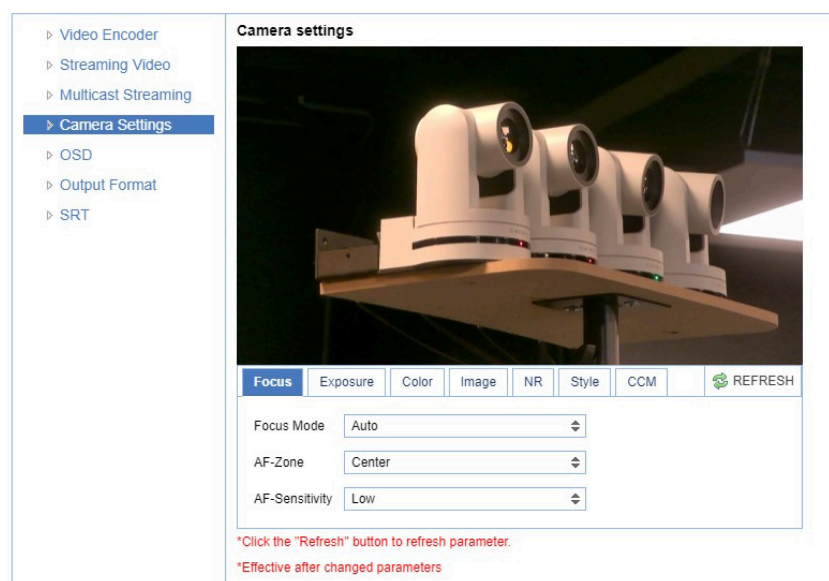 Video Encoder
Streaming Video
Multicast Streaming
Camera Settings
OSD
Output Format
SRT
Camera settings
Focus Exposure Color Image NR Style CCM REFRESH
Focus Mode Auto
AF-Zone Center
AF-Sensitivity Low
*Click the "Refresh" button to refresh parameter.
*Effective after changed parameters